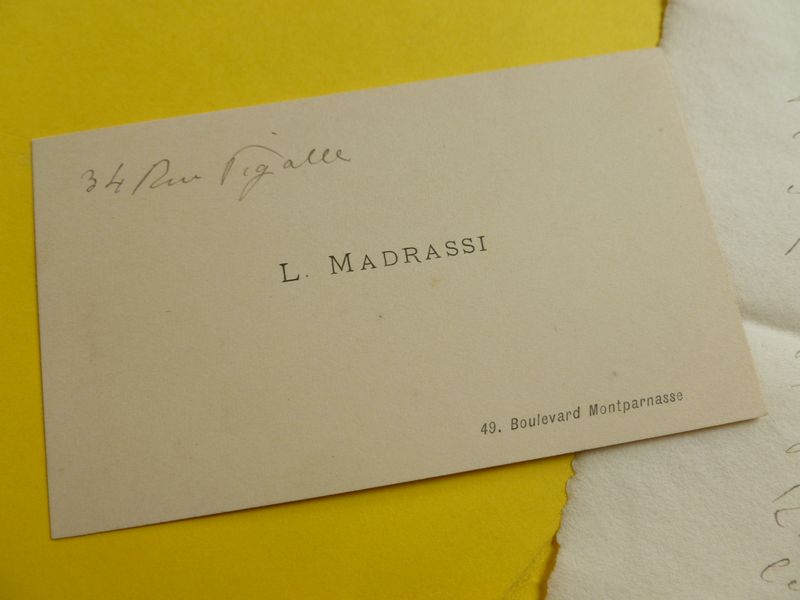 34 Rue Pigalle
L. MADRASSI
49. Boulevard Montparnasse